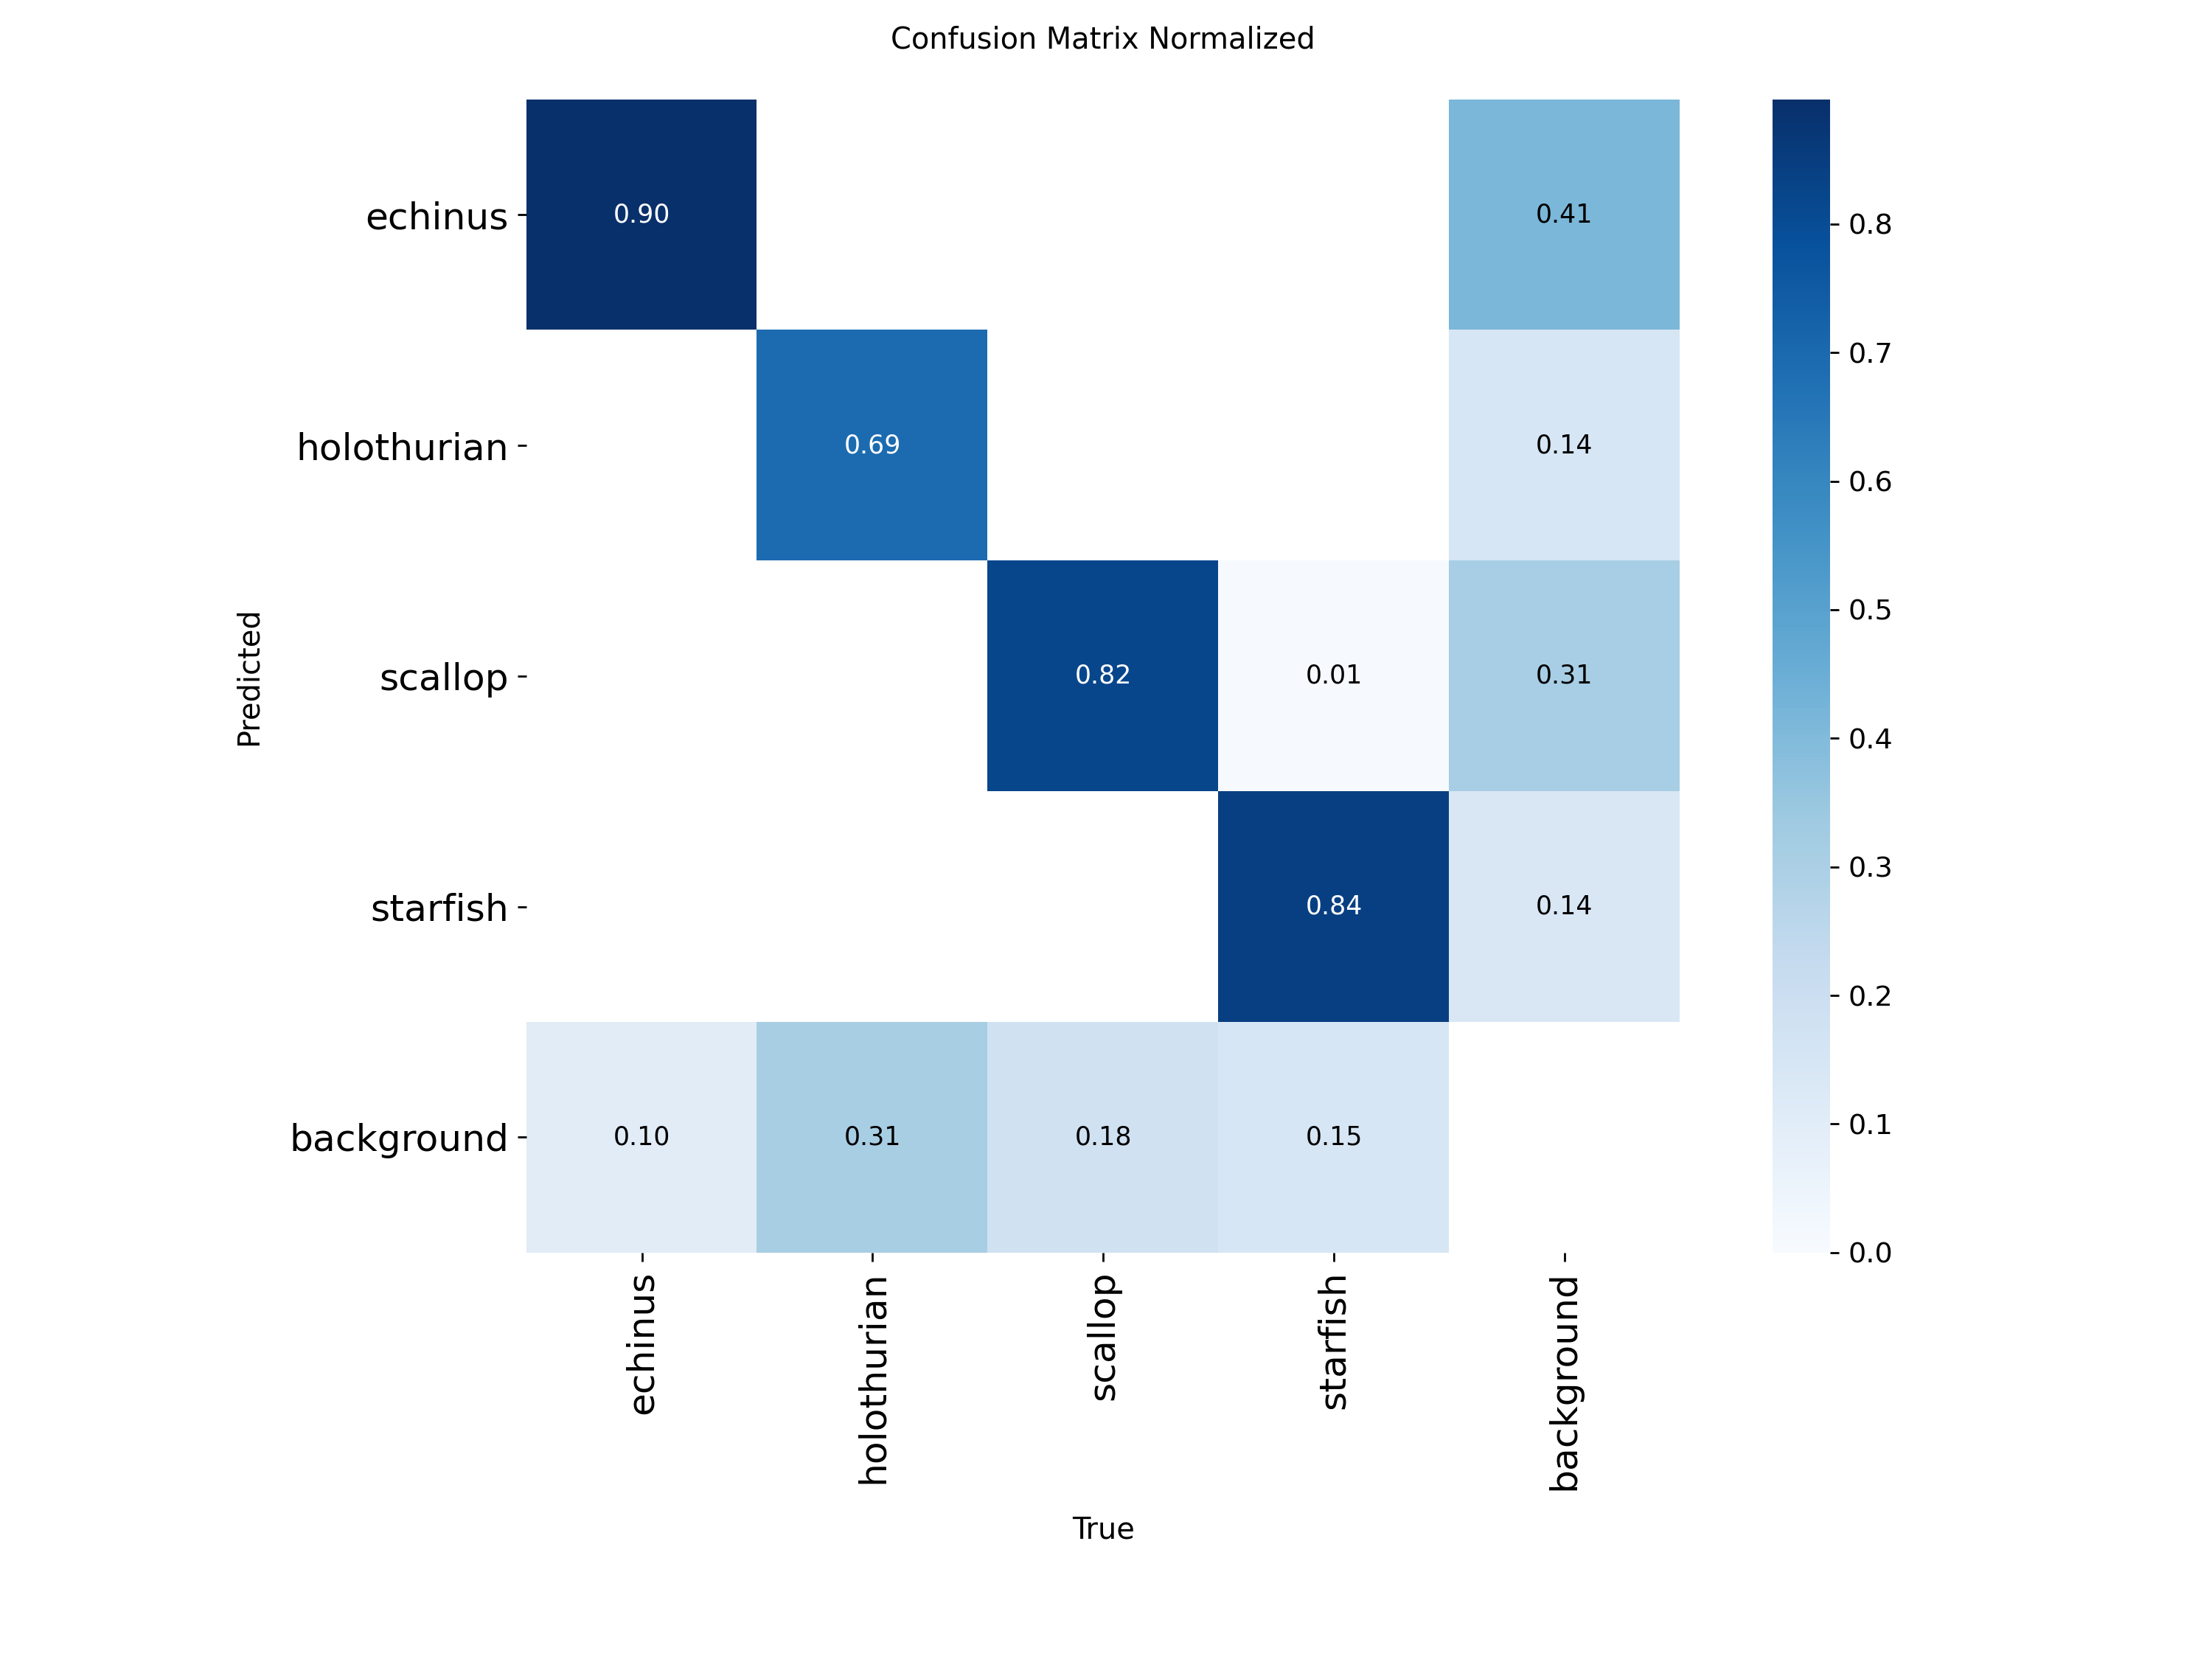 Confusion Matrix Normalized
echinus
0.90
0.41
0.8
0.7
holothurian
0.69
0.14
0.6
0.5
Predicted
scallop
0.82
0.01
0.31
0.4
0.3
starfish
0.84
0.14
0.2
background
0.10
0.31
0.18
0.15
0.1
0.0
echinus
holothurian
scallop
starfish
background
True